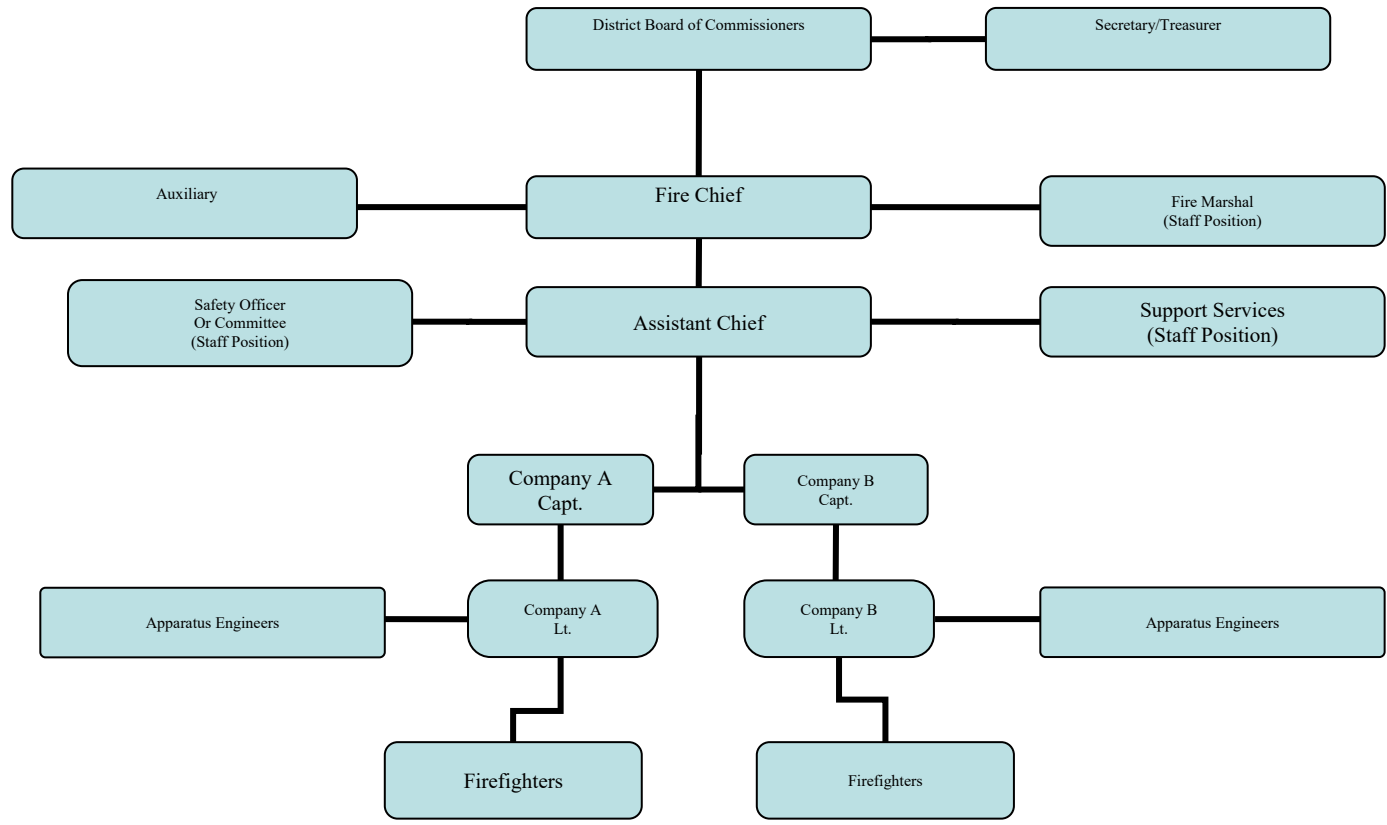 District Board of Commissioners
Secretary/Treasurer
Auxiliary
Fire Chief
Fire Marshal
(Staff Position)
Safety Officer
Or Committee
(Staff Position)
Assistant Chief
Support Services
(Staff Position)
Company A
Capt.
Company B
Capt.
Apparatus Engineers
Company A
Lt.
Company B
Lt.
Apparatus Engineers
Firefighters
Firefighters